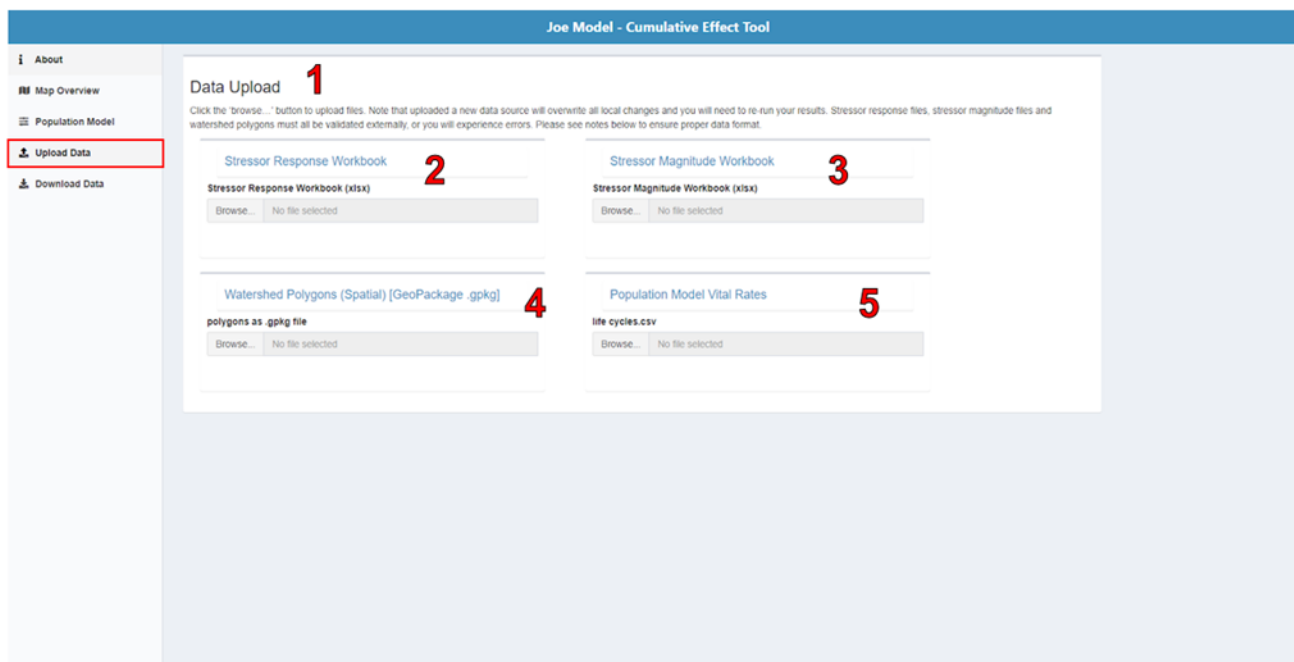 Joe Model - Cumulative Effect Tool
About
Map Overview
Population Model
Upload Data
Download Data
Data Upload 1
Click the 'browse...' button to upload files. Note that uploaded a new data source will overwrite all local changes and you will need to re-run your results. Stressor response files, stressor magnitude files and
watershed polygons must all be validated externally, or you will experience errors. Please see notes below to ensure proper data format.
Stressor Response Workbook 2
Stressor Response Workbook (xlsx)
Browse... No file selected
Stressor Magnitude Workbook 3
Stressor Magnitude Workbook (xlsx)
Browse... No file selected
Watershed Polygons (Spatial) [GeoPackage .gpkg] 4
polygons as .gpkg file
Browse... No file selected
Population Model Vital Rates 5
life cycles.csv
Browse... No file selected